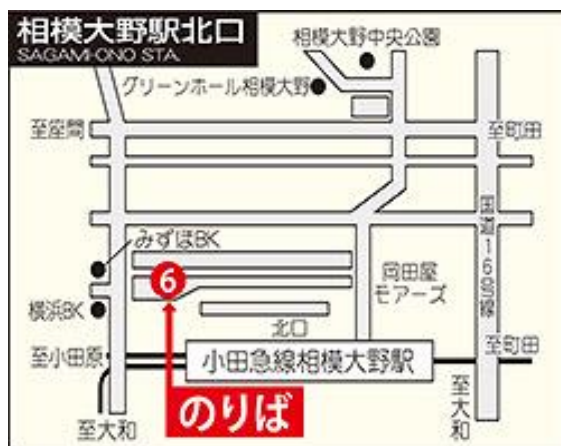 相模大野駅北口
SAGAMI-ONO STA.
相模大野中央公園
グリーンホール相模大野
至座間
至町田
みずほBK
国道16号線
岡田屋
モアーズ
6
横浜BK
北口
至小田原
小田急線相模大野駅
至町田
のりば
至大和
至大和